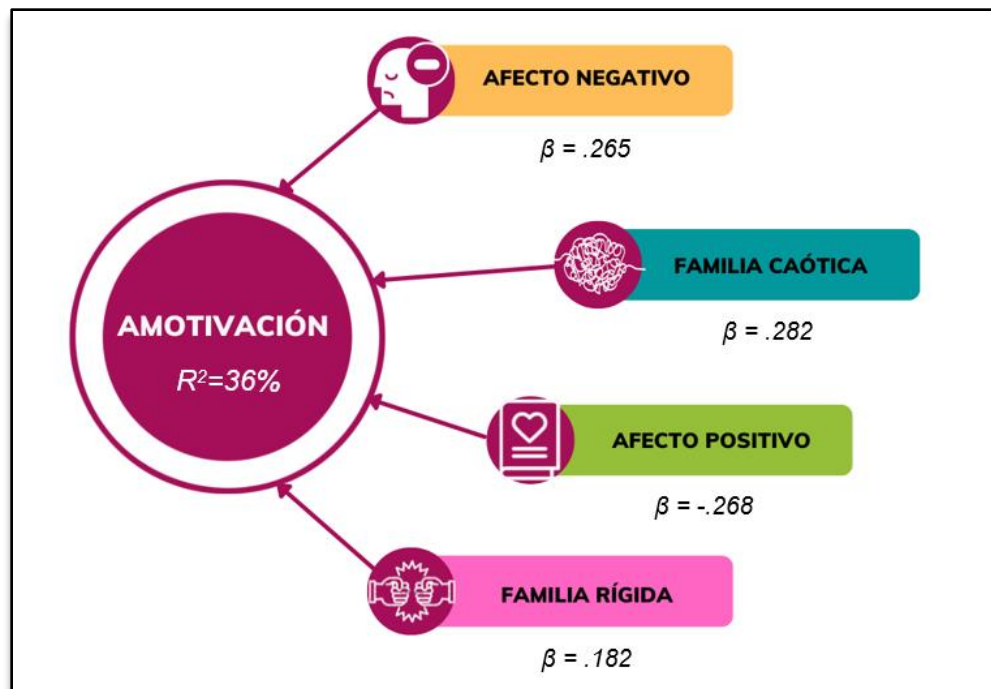 AFECTO NEGATIVO
β = .265
FAMILIA CAÓTICA
β = .282
AMOTIVACIÓN
R²=36%
AFECTO POSITIVO
β = -.268
FAMILIA RÍGIDA
β = .182